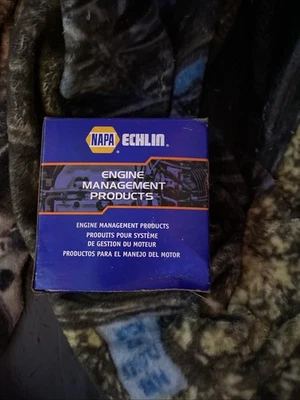 NAPA ECHLIN®
ENGINE
MANAGEMENT
PRODUCTS
ENGINE MANAGEMENT PRODUCTS
PRODUITS POUR SYSTÈME
DE GESTION DU MOTEUR
PRODUCTOS PARA EL MANEJO DEL MOTOR